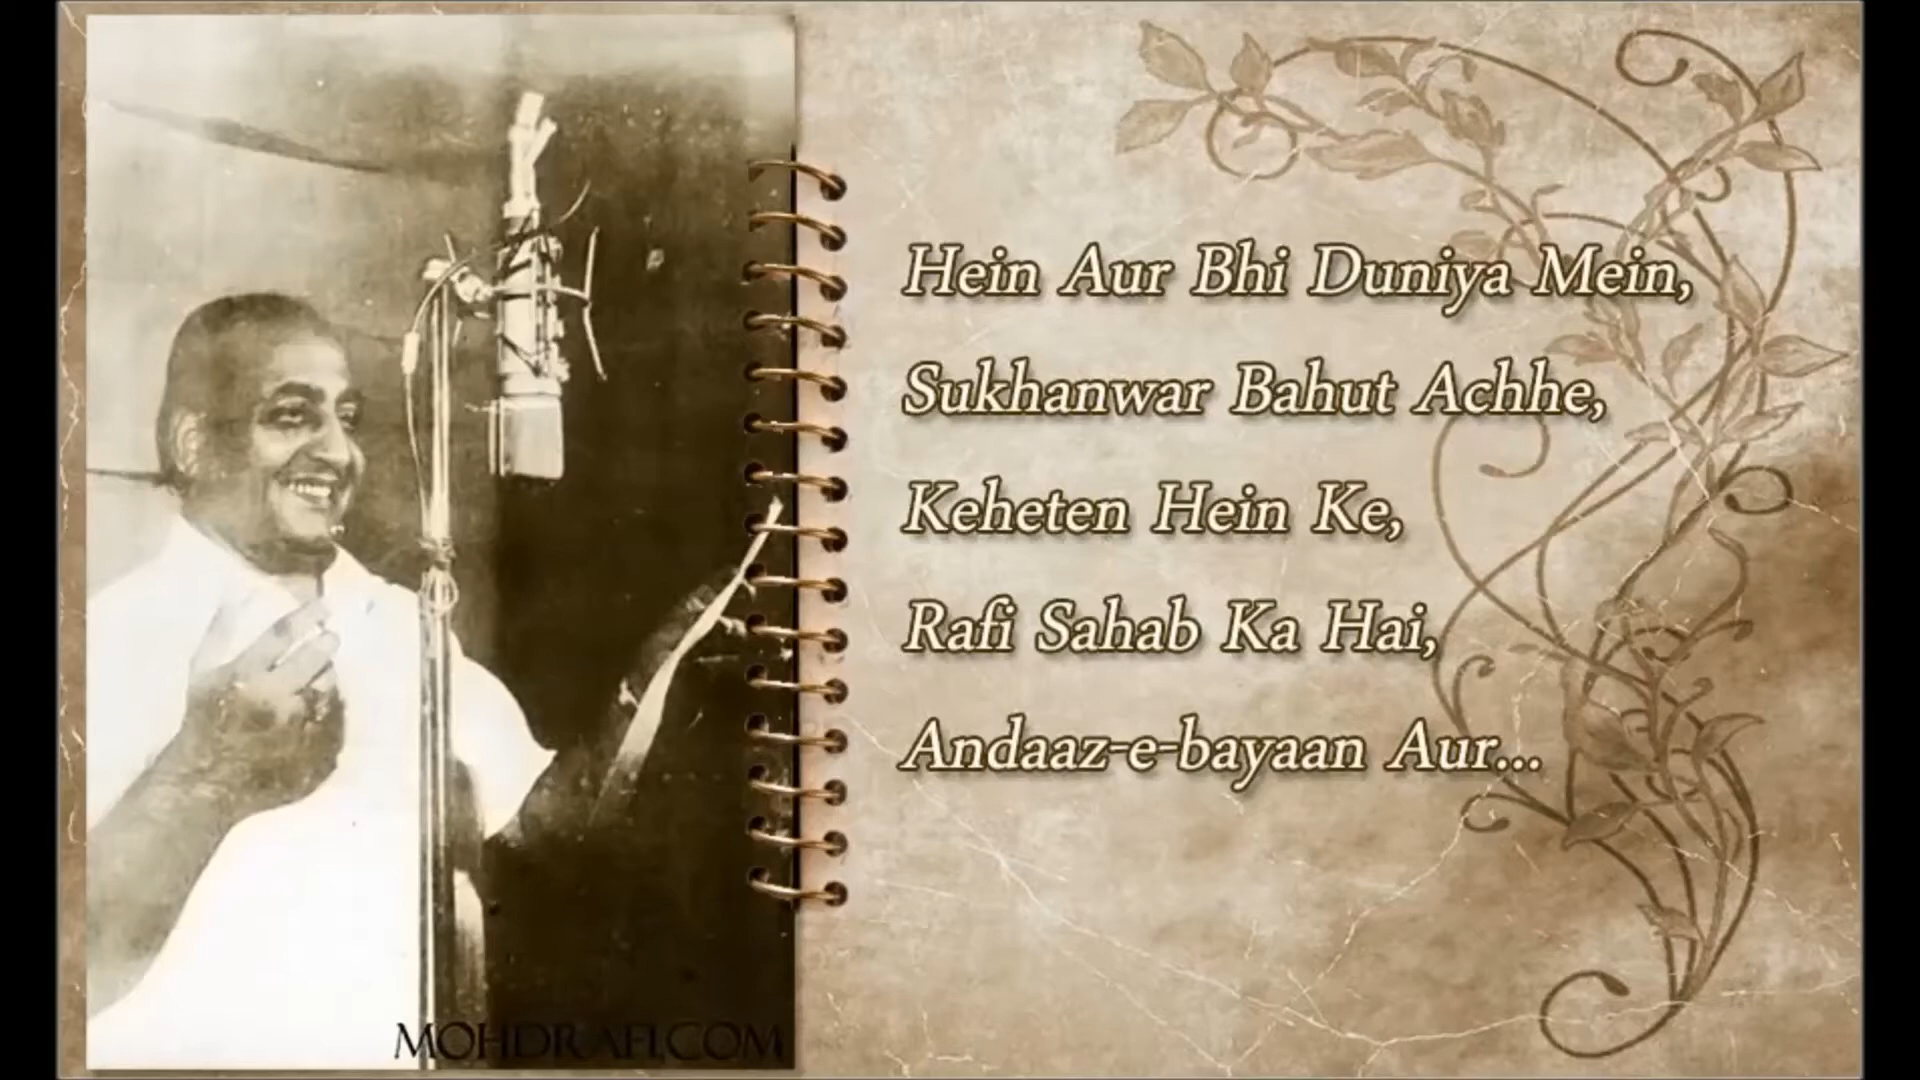 Hein Aur Bhi Duniya Mein,
Sukhanwar Bahut Achhe,
Keheten Hein Ke,
Rafi Sahab Ka Hai,
Andaaz-e-bayaan Aur...
MOHDRAFI.COM